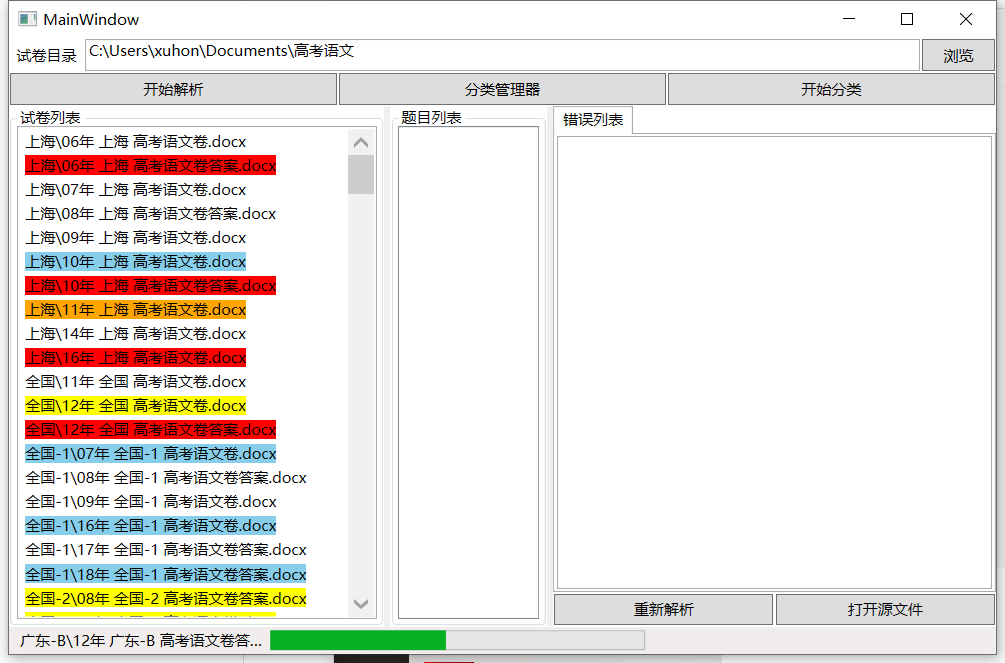 MainWindow
试卷目录 C:\Users\xuhon\Documents\高考语文 浏览
开始解析 分类管理器 开始分类
试卷列表 题目列表 错误列表
上海\06年 上海 高考语文卷.docx
上海\06年 上海 高考语文卷答案.docx
上海\07年 上海 高考语文卷.docx
上海\08年 上海 高考语文卷答案.docx
上海\09年 上海 高考语文卷.docx
上海\10年 上海 高考语文卷.docx
上海\10年 上海 高考语文卷答案.docx
上海\11年 上海 高考语文卷.docx
上海\14年 上海 高考语文卷.docx
上海\16年 上海 高考语文卷.docx
全国\11年 全国 高考语文卷.docx
全国\12年 全国 高考语文卷.docx
全国\12年 全国 高考语文卷答案.docx
全国-1\07年 全国-1 高考语文卷.docx
全国-1\08年 全国-1 高考语文卷答案.docx
全国-1\09年 全国-1 高考语文卷.docx
全国-1\16年 全国-1 高考语文卷.docx
全国-1\17年 全国-1 高考语文卷答案.docx
全国-1\18年 全国-1 高考语文卷答案.docx
全国-2\08年 全国-2 高考语文卷答案.docx
重新解析 打开源文件
广东-B\12年 广东-B 高考语文卷答...